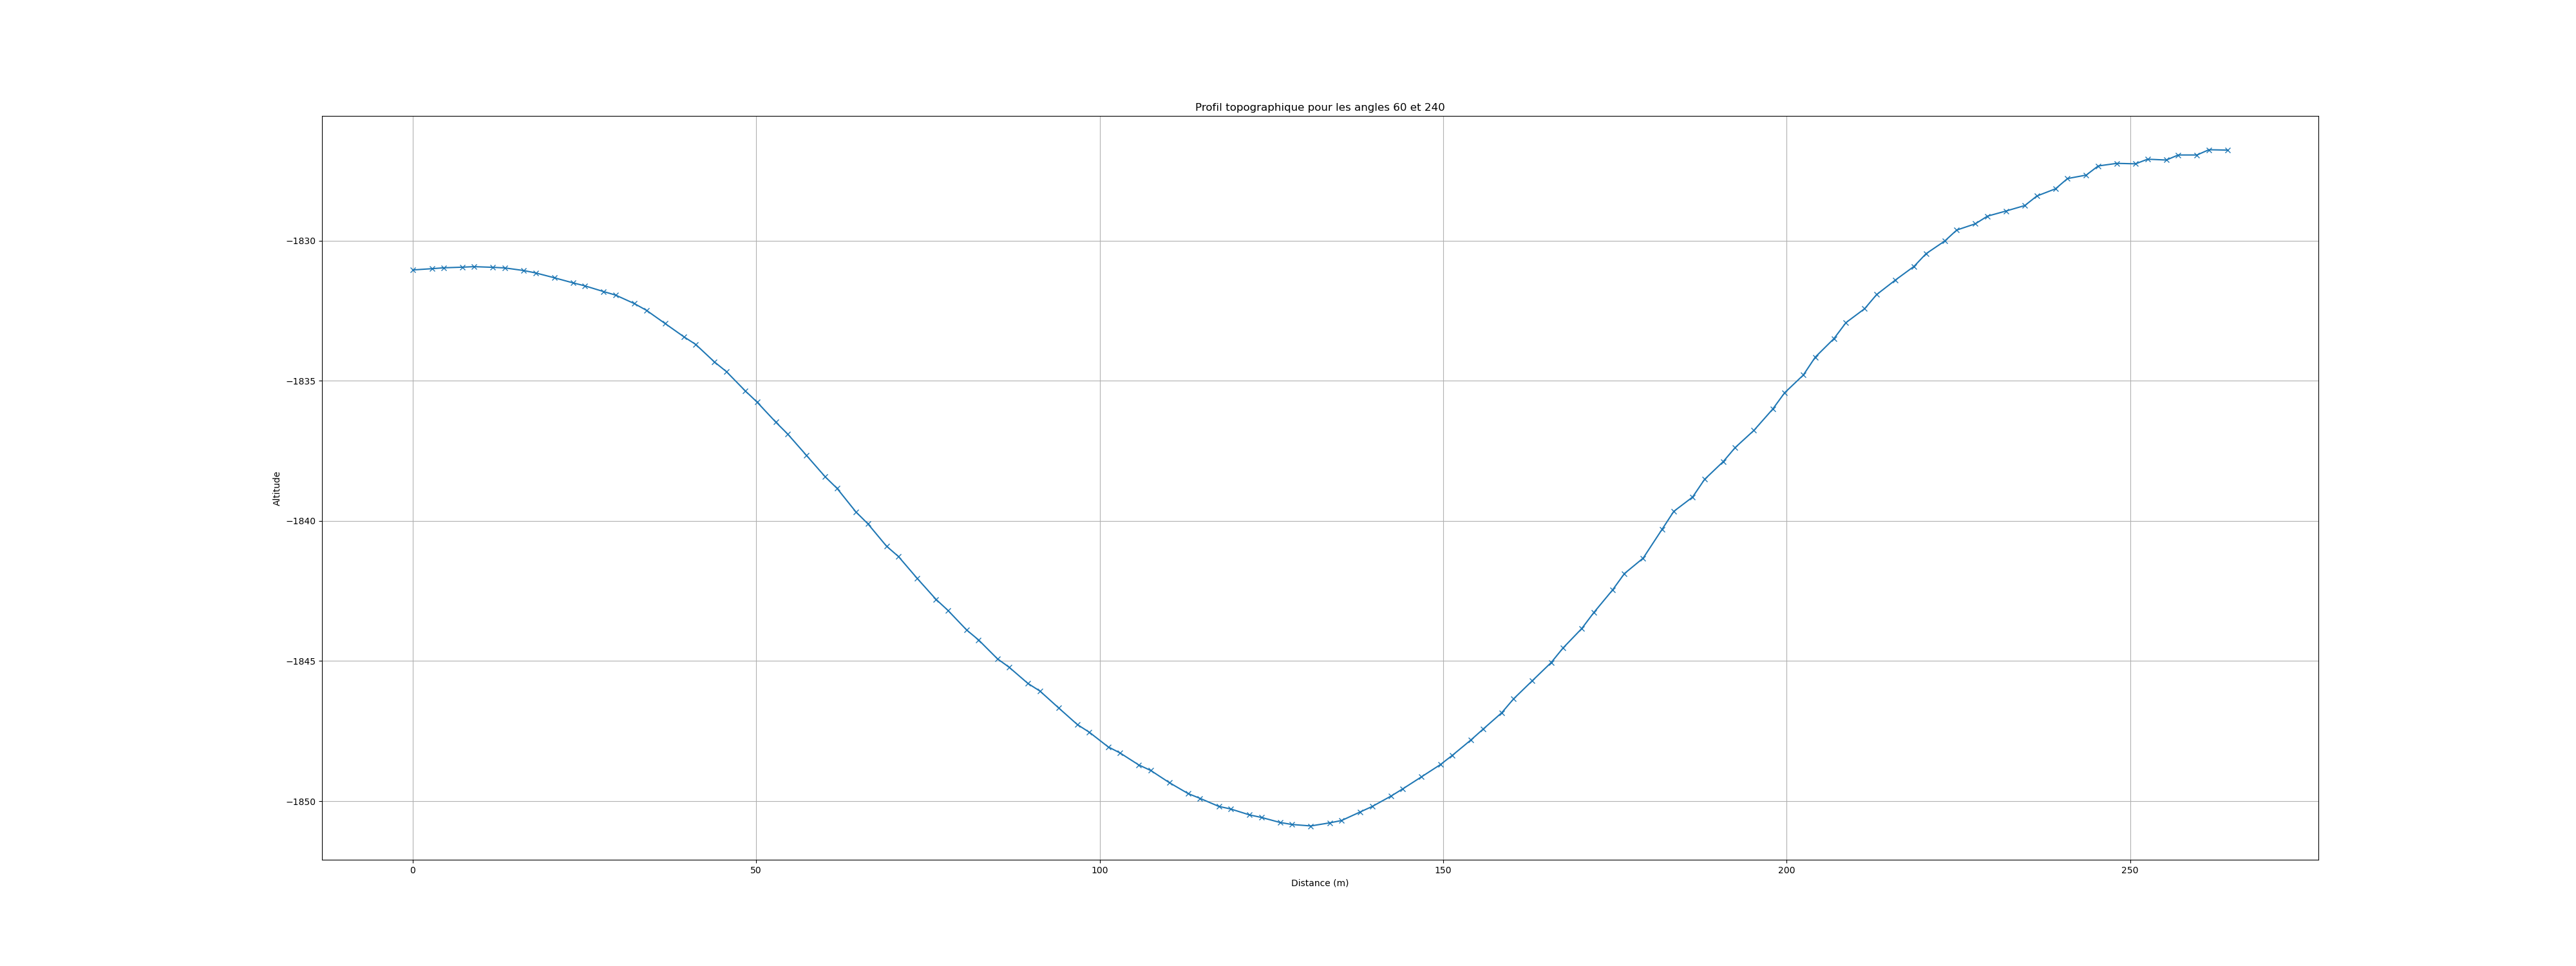 Profil topographique pour les angles 60 et 240
−1830
−1835
−1840
−1845
−1850
Altitude
0 50 100 150 200 250
Distance (m)